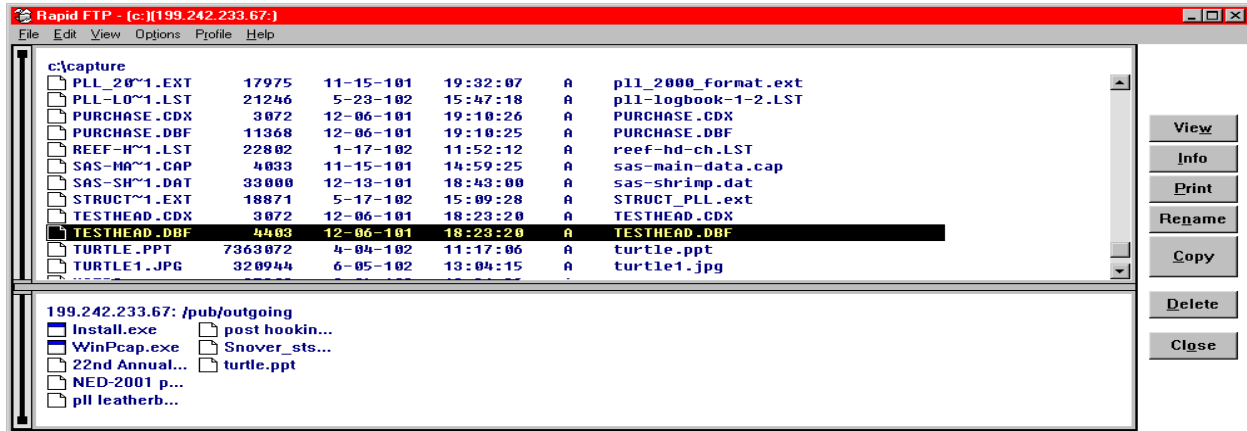 Rapid FTP - (c:)(199.242.233.67:)
File Edit View Options Profile Help
c:\capture
PLL_20~1.EXT 17975 11-15-101 19:32:07 A pll_2000_format.ext
PLL-LO~1.LST 21246 5-23-102 15:47:18 A pll-logbook-1-2.LST
PURCHASE.CDX 3072 12-06-101 19:10:26 A PURCHASE.CDX
PURCHASE.DBF 11368 12-06-101 19:10:25 A PURCHASE.DBF
REEF-H~1.LST 22802 1-17-102 11:52:12 A reef-hd-ch.LST
SAS-MA~1.CAP 4033 11-15-101 14:59:25 A sas-main-data.cap
SAS-SH~1.DAT 33000 12-13-101 18:43:00 A sas-shrimp.dat
STRUCT~1.EXT 18871 5-17-102 15:09:28 A STRUCT_PLL.ext
TESTHEAD.CDX 3072 12-06-101 18:23:20 A TESTHEAD.CDX
TESTHEAD.DBF 4403 12-06-101 18:23:20 A TESTHEAD.DBF
TURTLE.PPT 7363072 4-04-102 11:17:06 A turtle.ppt
TURTLE1.JPG 320944 6-05-102 13:04:15 A turtle1.jpg
View
Info
Print
Rename
Copy
Delete
Close
199.242.233.67: /pub/outgoing
Install.exe post hookin...
WinPcap.exe Snover_sts...
22nd Annual... turtle.ppt
NED-2001 p...
pll leatherb...